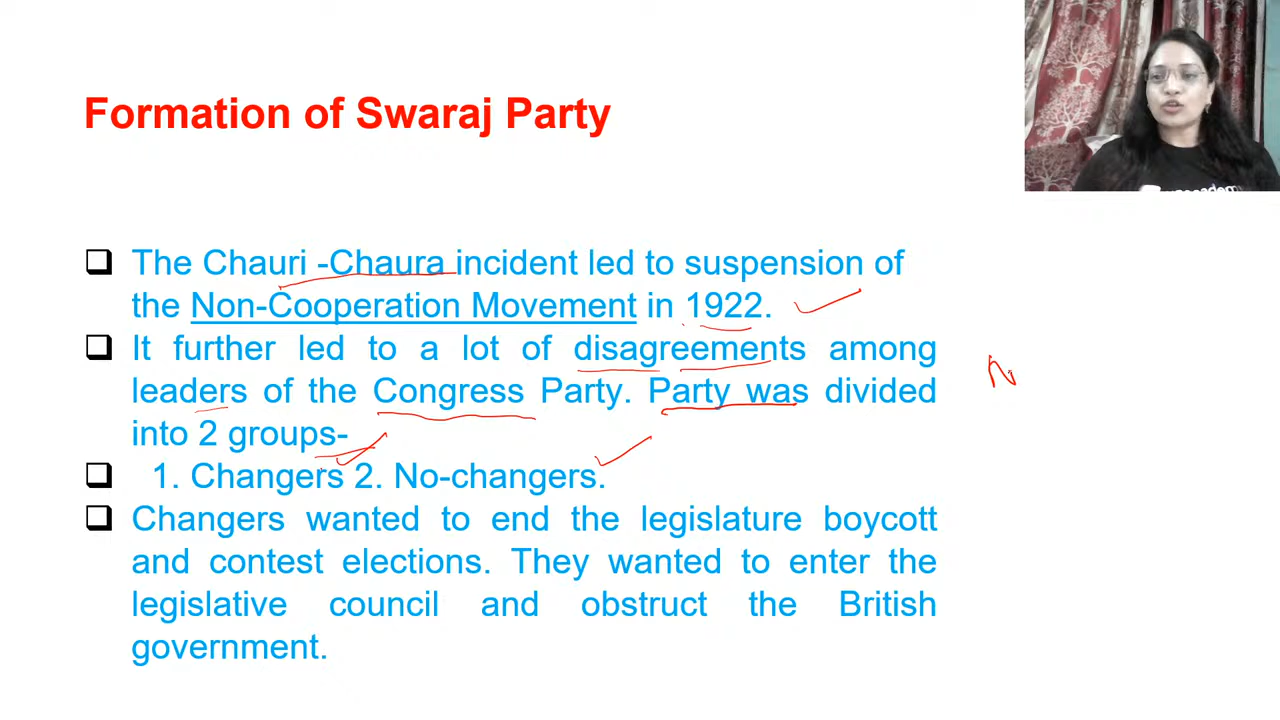 Formation of Swaraj Party
The Chauri -Chaura incident led to suspension of
the Non-Cooperation Movement in 1922.
It further led to a lot of disagreements among
leaders of the Congress Party. Party was divided
into 2 groups-
1. Changers 2. No-changers.
Changers wanted to end the legislature boycott
and contest elections. They wanted to enter the
legislative council and obstruct the British
government.